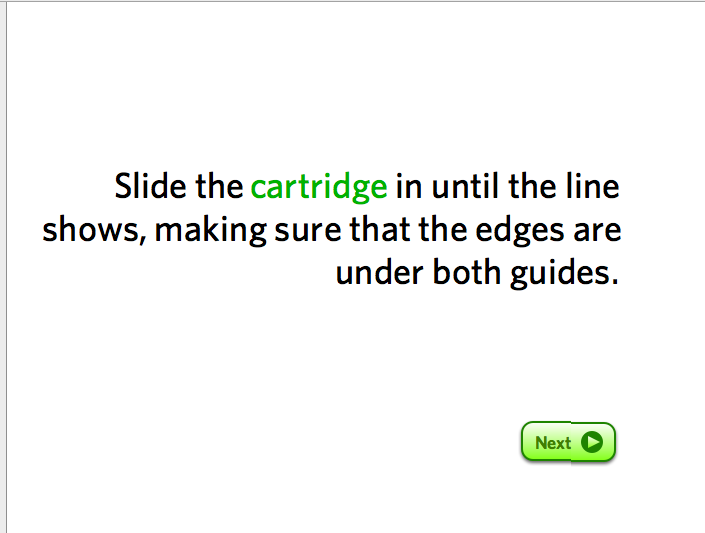 Slide the cartridge in until the line
shows, making sure that the edges are
under both guides.
Next